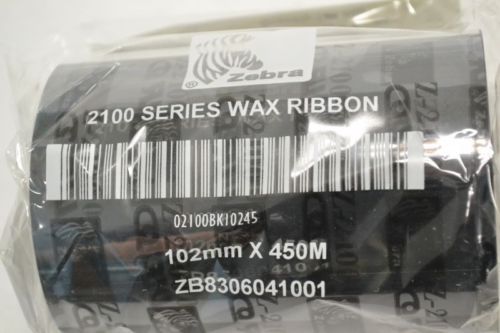 Zebra
2100 SERIES WAX RIBBON
02100BK10245
102mm X 450M
ZB8306041001